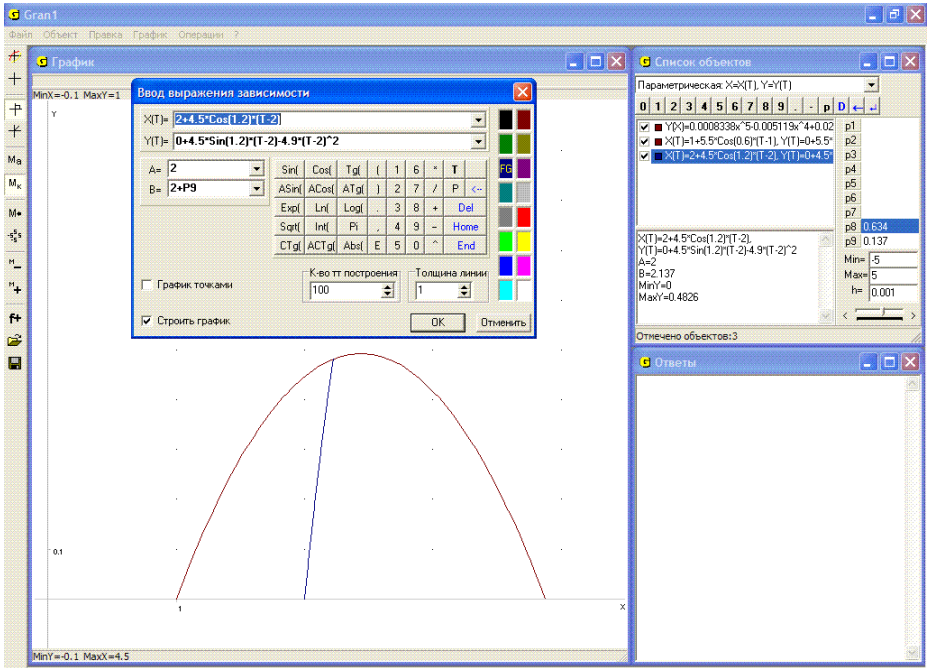 Gran1
Файл Объект Правка График Операции ?
График
MinX=-0.1 MaxY=1
Y
0.1
1
X
MinY=-0.1 MaxX=4.5
Ma
Mк
M
M
f+
Ввод выражения зависимости
X(T)= 2+4.5*Cos(1.2)*(T-2)
Y(T)= 0+4.5*Sin(1.2)*(T-2)-4.9*(T-2)^2
A= 2
B= 2+P9
Sin( Cos( Tg( ( 1 6 * T
ASin( ACos( ATg( ) 2 7 / P <--
Exp( Ln( Log( . 3 8 + Del
Sqrt( Int( Pi , 4 9 - Home
CTg( ACTg( Abs( E 5 0 ^ End
FG
График точками
К-во тт построения
100
Толщина линии
1
Строить график
OK
Отменить
Список объектов
Параметрическая: X=X(T), Y=Y(T)
0 1 2 3 4 5 6 7 8 9 . - p D
Y(X)=0.0008338x^5-0.005119x^4+0.02
X(T)=1+5.5*Cos(0.6)*(T-1), Y(T)=0+5.5*
X(T)=2+4.5*Cos(1.2)*(T-2), Y(T)=0+4.5*
p1
p2
p3
p4
p5
p6
p7
p8 0.634
p9 0.137
Min= -5
Max= 5
h= 0.001
X(T)=2+4.5*Cos(1.2)*(T-2),
Y(T)=0+4.5*Sin(1.2)*(T-2)-4.9*(T-2)^2
A=2
B=2.137
MinY=0
MaxY=0.4826
Отмечено объектов:3
Ответы